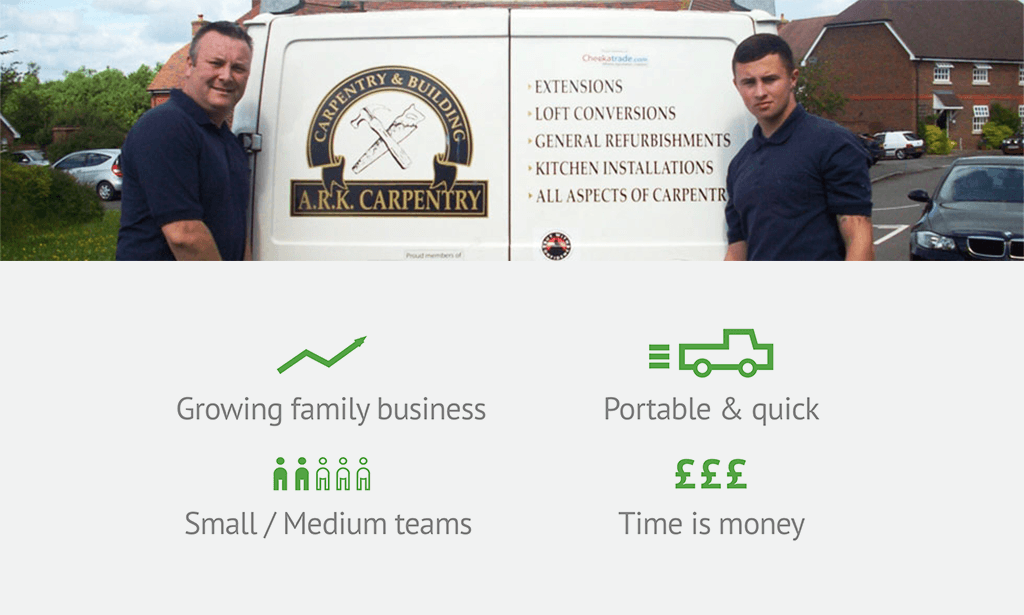 CARPENTRY & BUILDING
A.R.K. CARPENTRY
Checkatrade.com
EXTENSIONS
LOFT CONVERSIONS
GENERAL REFURBISHMENTS
KITCHEN INSTALLATIONS
ALL ASPECTS OF CARPENTR
Proud members of
Growing family business
Portable & quick
Small / Medium teams
£££
Time is money